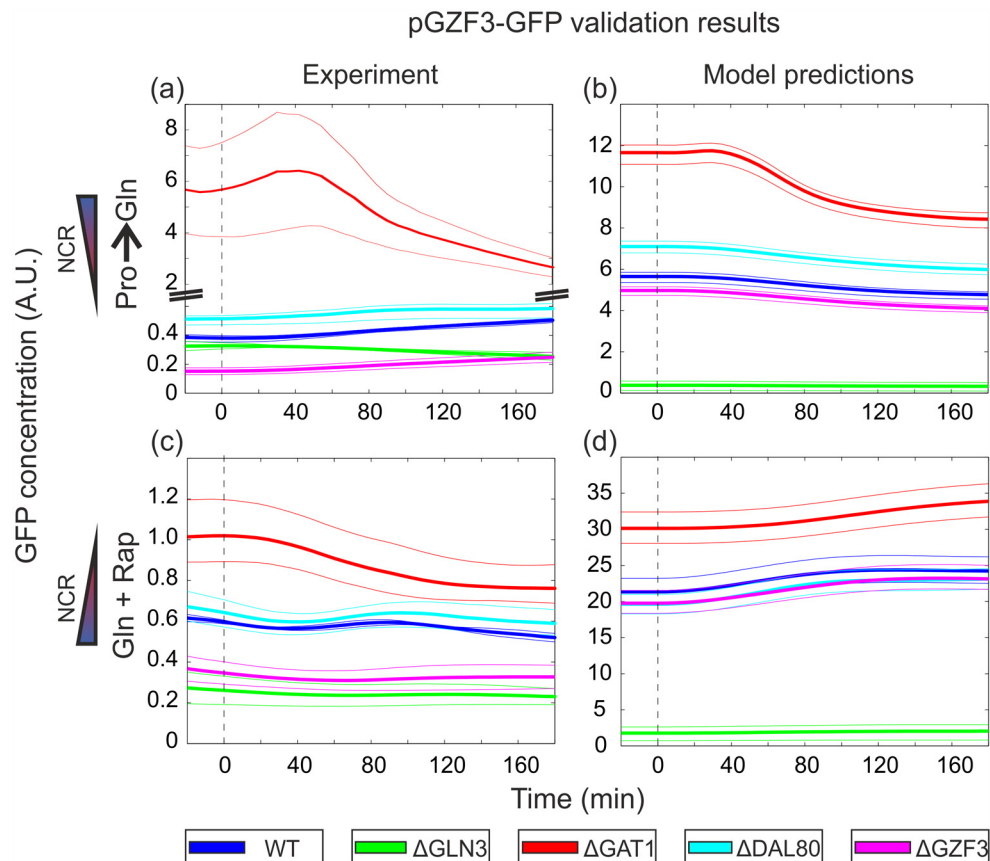 pGZF3-GFP validation results
Experiment
Model predictions
(a)
(b)
GFP concentration (A.U.)
NCR
Pro
Gln
8
6
4
2
0.4
0.2
0
0 40 80 120 160
12
10
8
6
4
2
0
0 40 80 120 160
(c)
(d)
NCR
Gln + Rap
1.2
1.0
0.8
0.6
0.4
0.2
0 40 80 120 160
35
30
25
20
15
10
5
0
0 40 80 120 160
Time (min)
WT
ΔGLN3
ΔGAT1
ΔDAL80
ΔGZF3